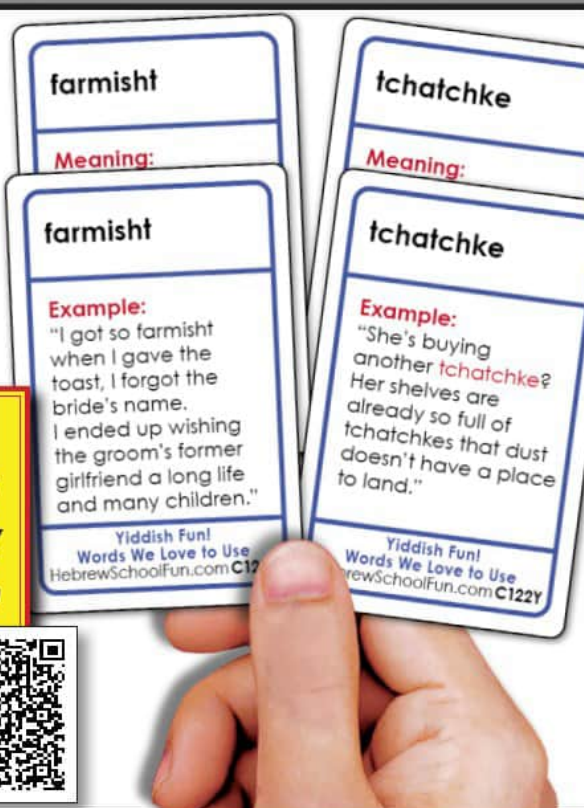 farmisht
Meaning:
tchatchke
Meaning:
farmisht
Example:
"I got so farmisht
when I gave the
toast, I forgot the
bride's name.
I ended up wishing
the groom's former
girlfriend a long life
and many children."
Yiddish Fun!
Words We Love to Use
HebrewSchoolFun.com C12
tchatchke
Example:
"She's buying
another tchatchke?
Her shelves are
already so full of
tchatchkes that dust
doesn't have a place
to land."
Yiddish Fun!
Words We Love to Use
rewSchoolFun.com C122Y